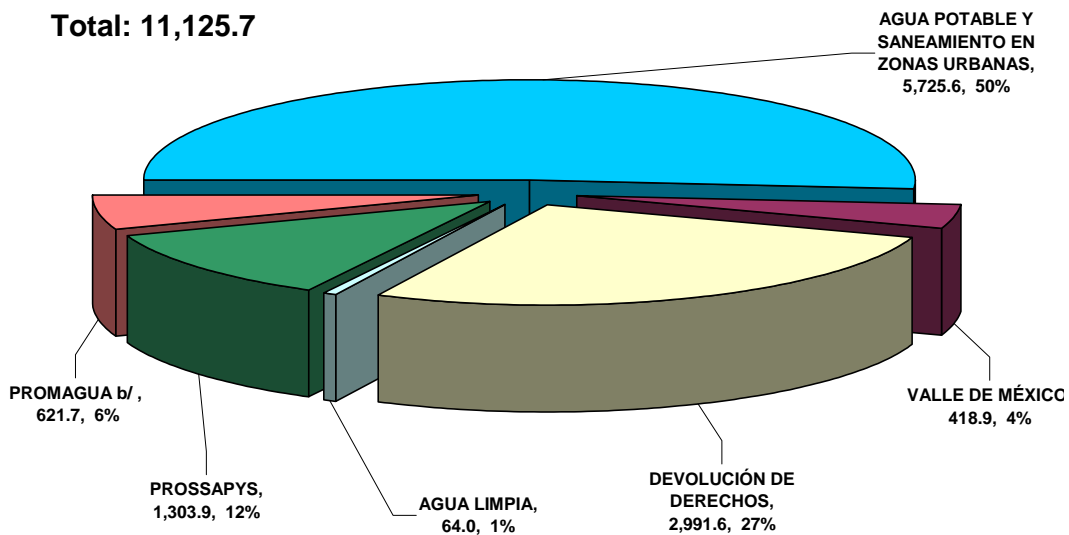 Total: 11,125.7
AGUA POTABLE Y
SANEAMIENTO EN
ZONAS URBANAS,
5,725.6, 50%
PROMAGUA b/ ,
621.7, 6%
VALLE DE MÉXICO
418.9, 4%
PROSSAPYS,
1,303.9, 12%
AGUA LIMPIA,
64.0, 1%
DEVOLUCIÓN DE
DERECHOS,
2,991.6, 27%